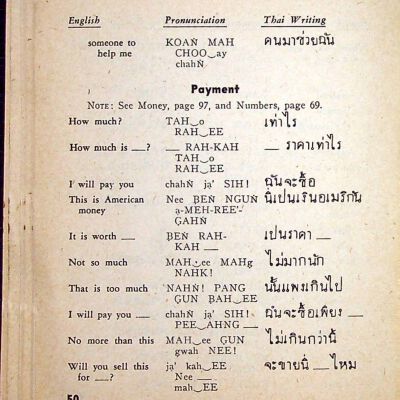 English Pronunciation Thai Writing
someone to KOAN̄ MAH คนมาช่วยฉัน
help me CHOO‿ay
chahN̄
Payment
NOTE: See Money, page 97, and Numbers, page 69.
How much? TAH‿o เท่าไร
RAH‿EE
How much is __? __ RAH-KAH __ ราคาเท่าไร
TAH‿o
RAH‿EE
I will pay you chahN̄ jạ' SIH! ฉันจะซื้อ
This is American Nee ḄEN̄ NGUN̄ นี่เป็นเงินอเมริกัน
money ạ-MEH-REE'-
G̣AHN̄
It is worth __ ḄEN̄ RAH- เป็นราคา __
KAH __
Not so much MAH‿ee MAHg ไม่มากนัก
NAHK!
That is too much NAHN̄! PANG นั้นแพงเกินไป
G̣UN BAH‿EE
I will pay __ chahN̄ jạ' SIH! ฉันจะซื้อเพียง __
PEE‿AHNG __
No more than this MAH‿ee G̣UN ไม่เกินกว่านี้
gwah NEE!
Will you sell this jạ' kah‿EE จะขายนี่ __ ไหม
for __? Nee __
mah‿EE
50